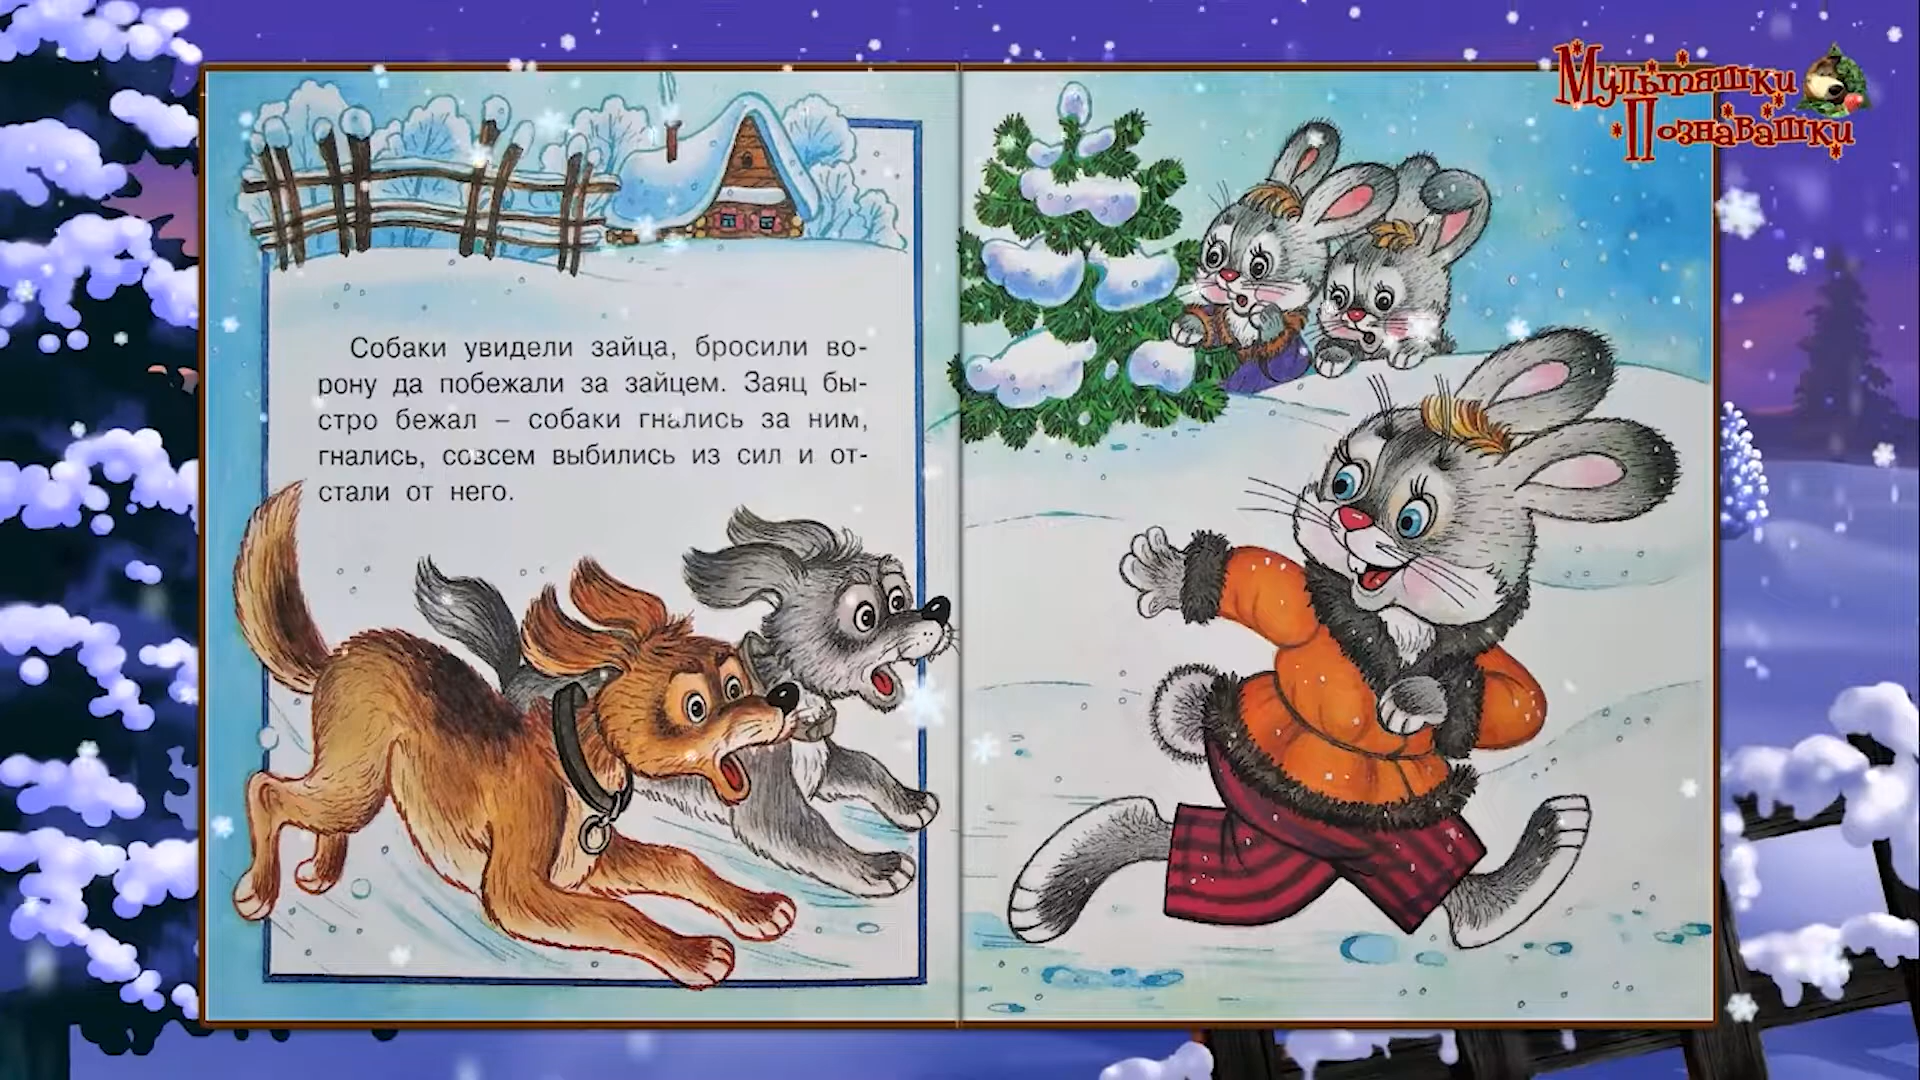 Мультяшки
Познавашки
Собаки увидели зайца, бросили во-
рону да побежали за зайцем. Заяц бы-
стро бежал – собаки гнались за ним,
гнались, совсем выбились из сил и от-
стали от него.